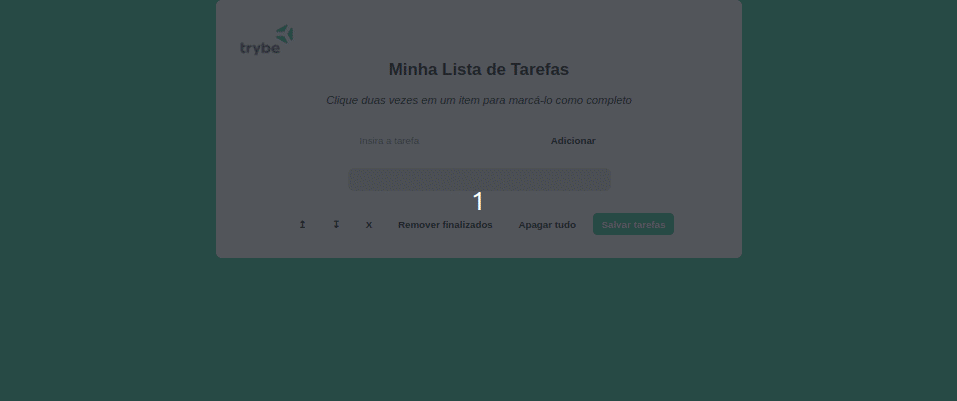 trybe
Minha Lista de Tarefas
Clique duas vezes em um item para marcá-lo como completo
Insira a tarefa Adicionar
1
↥ ↧ X Remover finalizados Apagar tudo Salvar tarefas